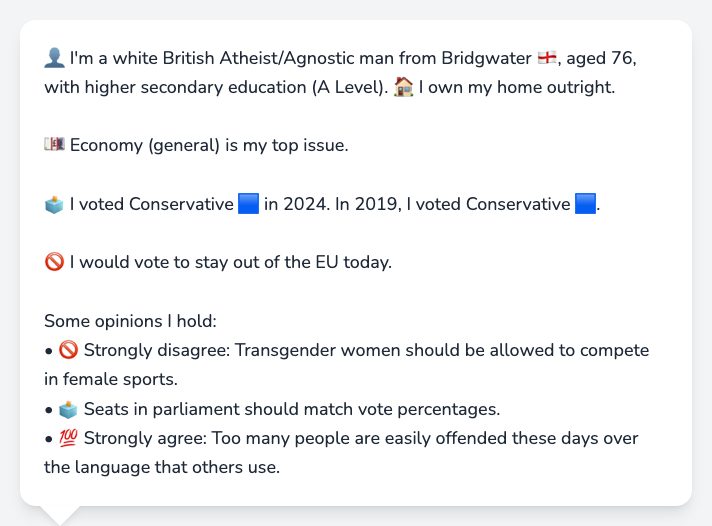 👤 I'm a white British Atheist/Agnostic man from Bridgwater 🏴󠁧󠁢󠁥󠁮󠁧󠁿, aged 76,
with higher secondary education (A Level). 🏠 I own my home outright.
💷 Economy (general) is my top issue.
🗳️ I voted Conservative 🟦 in 2024. In 2019, I voted Conservative 🟦.
🚫 I would vote to stay out of the EU today.
Some opinions I hold:
• 🚫 Strongly disagree: Transgender women should be allowed to compete
in female sports.
• 🗳️ Seats in parliament should match vote percentages.
• 💯 Strongly agree: Too many people are easily offended these days over
the language that others use.